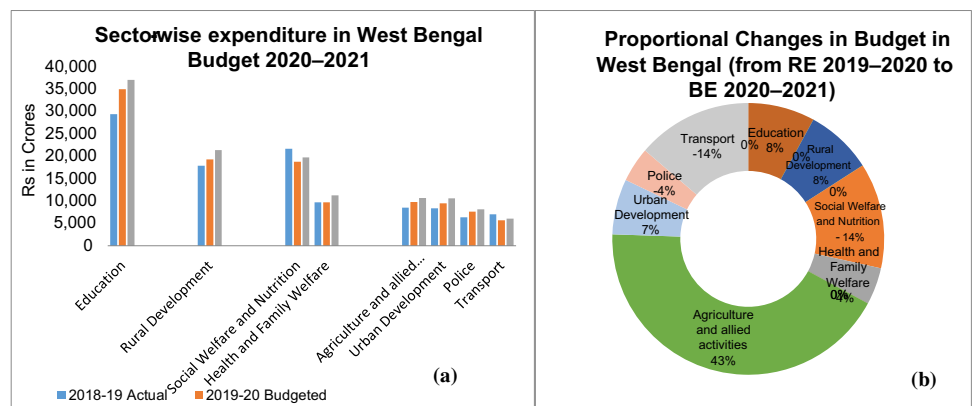 Sectorwise expenditure in West Bengal
Budget 2020–2021
Rs in Crores
40,000
35,000
30,000
25,000
20,000
15,000
10,000
5,000
0
Education
Rural Development
Social Welfare and Nutrition
Health and Family Welfare
Agriculture and allied...
Urban Development
Police
Transport
(a)
2018-19 Actual
2019-20 Budgeted
Proportional Changes in Budget in
West Bengal (from RE 2019–2020 to
BE 2020–2021)
Transport
-14%
0%
Education
8%
0%
Rural
Development
8%
0%
Social Welfare
and Nutrition
- 14%
Health and
Family
Welfare
0%
-4%
Police
-4%
Urban
Development
7%
Agriculture
and allied
activities
43%
(b)